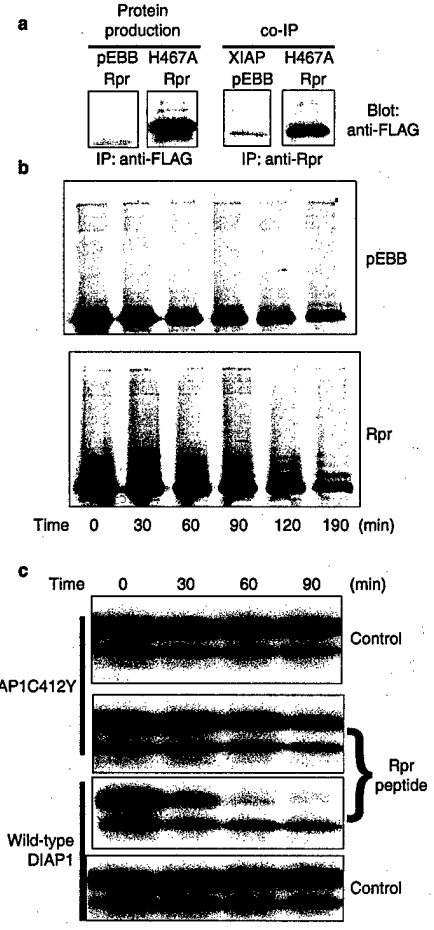 a
Protein
production
co-IP
pEBB H467A XIAP H467A
Rpr Rpr pEBB Rpr
Blot:
anti-FLAG
IP: anti-FLAG IP: anti-Rpr
b
pEBB
Rpr
Time 0 30 60 90 120 190 (min)
c
Time 0 30 60 90 (min)
Control
AP1C412Y
Rpr
peptide
Wild-type
DIAP1
Control